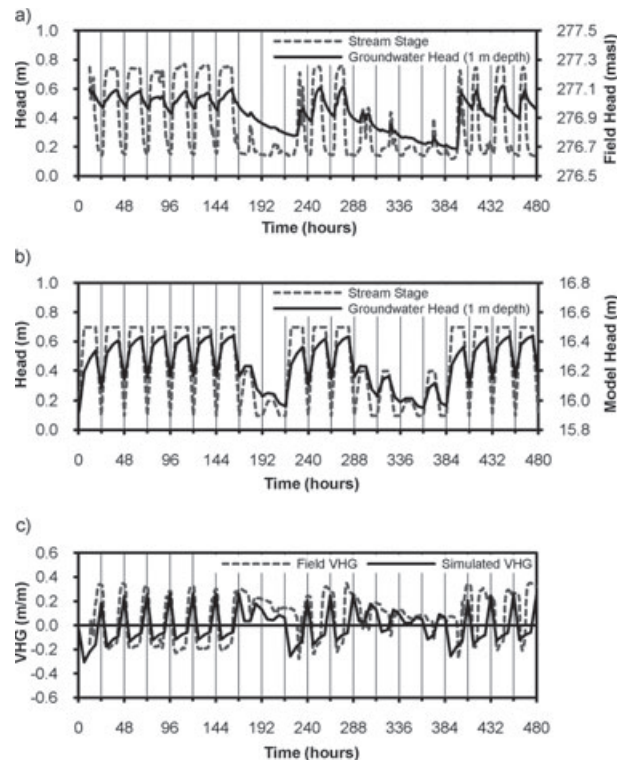 a)
Stream Stage
Groundwater Head (1 m depth)
Head (m)
1.0
0.8
0.6
0.4
0.2
0.0
Field Head (masl)
277.5
277.3
277.1
276.9
276.7
276.5
0 48 96 144 192 240 288 336 384 432 480
Time (hours)
b)
Stream Stage
Groundwater Head (1 m depth)
Head (m)
1.0
0.8
0.6
0.4
0.2
0.0
Model Head (m)
16.8
16.6
16.4
16.2
16.0
15.8
0 48 96 144 192 240 288 336 384 432 480
Time (hours)
c)
Field VHG Simulated VHG
VHG (m/m)
0.6
0.4
0.2
0.0
-0.2
-0.4
-0.6
0 48 96 144 192 240 288 336 384 432 480
Time (hours)